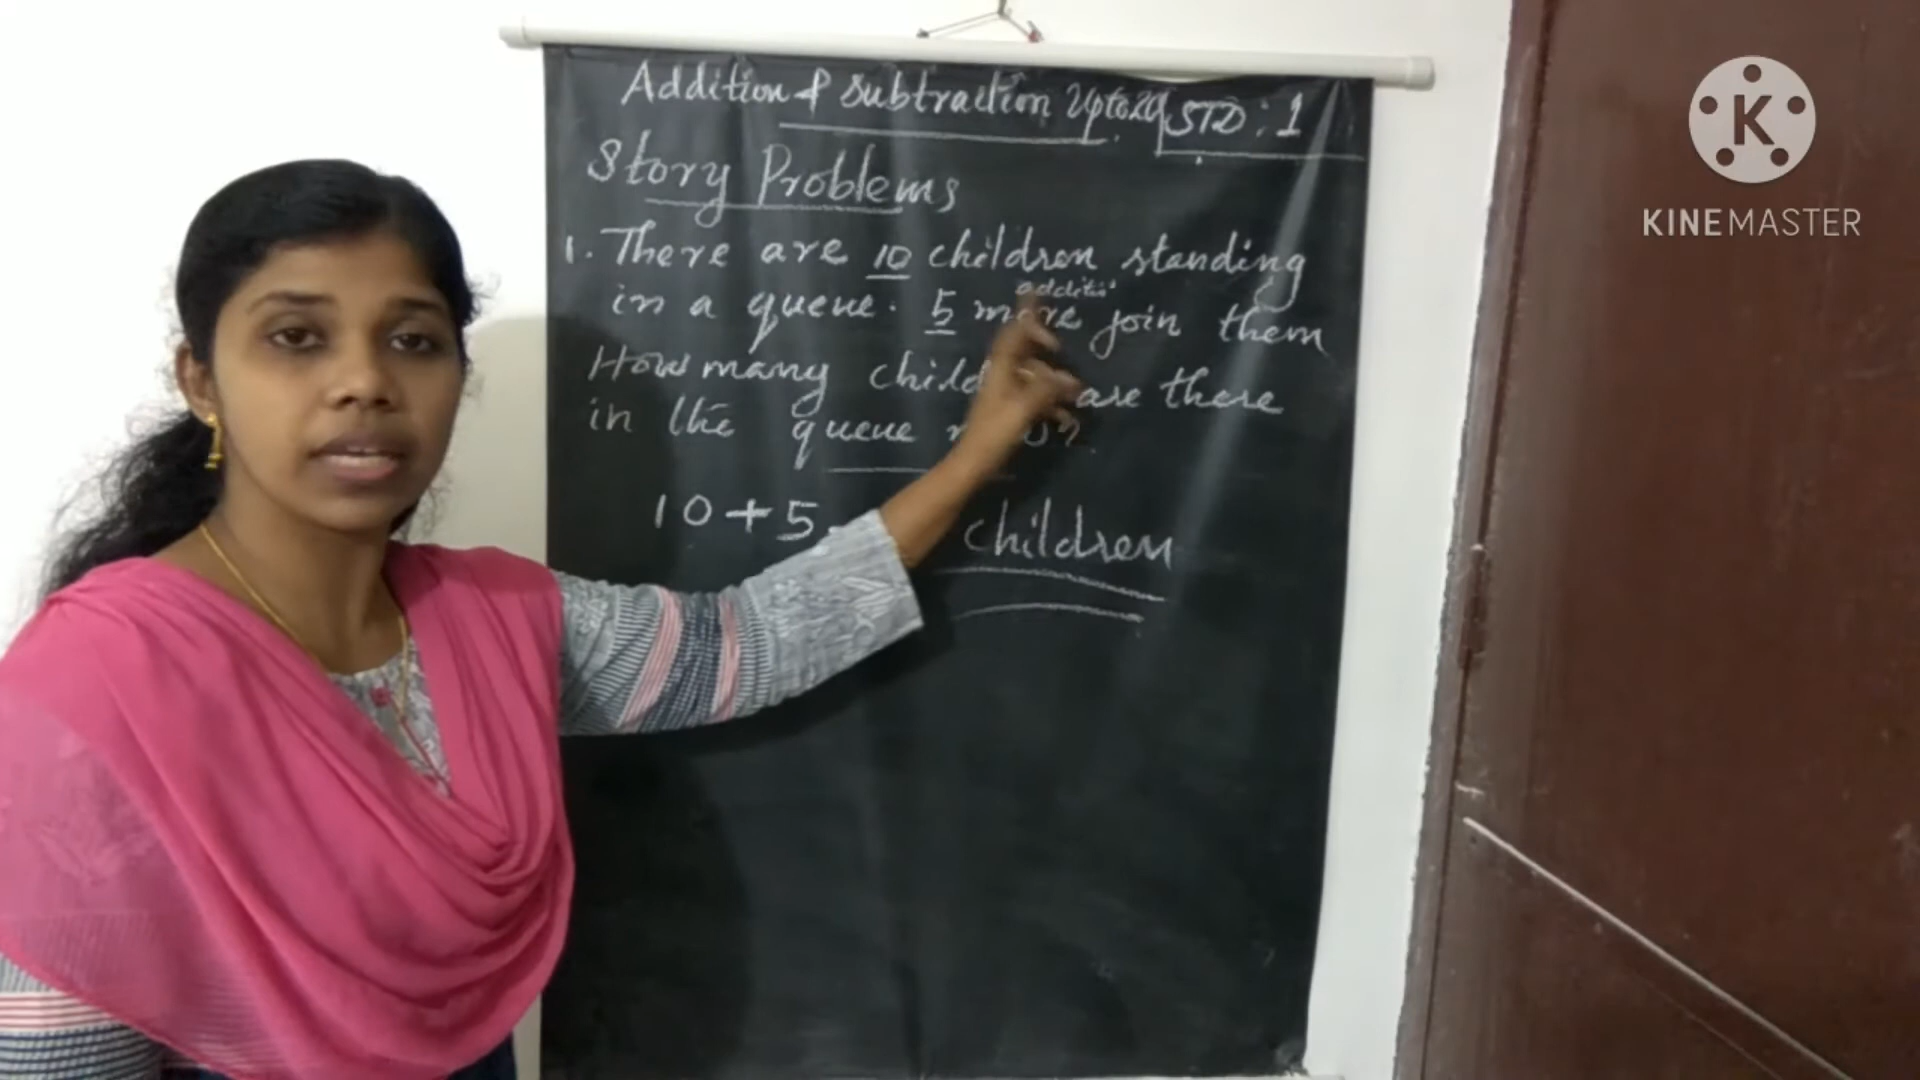 Addition & Subtraction Upto 20
STD : 1
Story Problems
1. There are 10 children standing
in a queue. 5 more join them
additio
How many child are there
in the queue
10+5
children
K
KINEMASTER